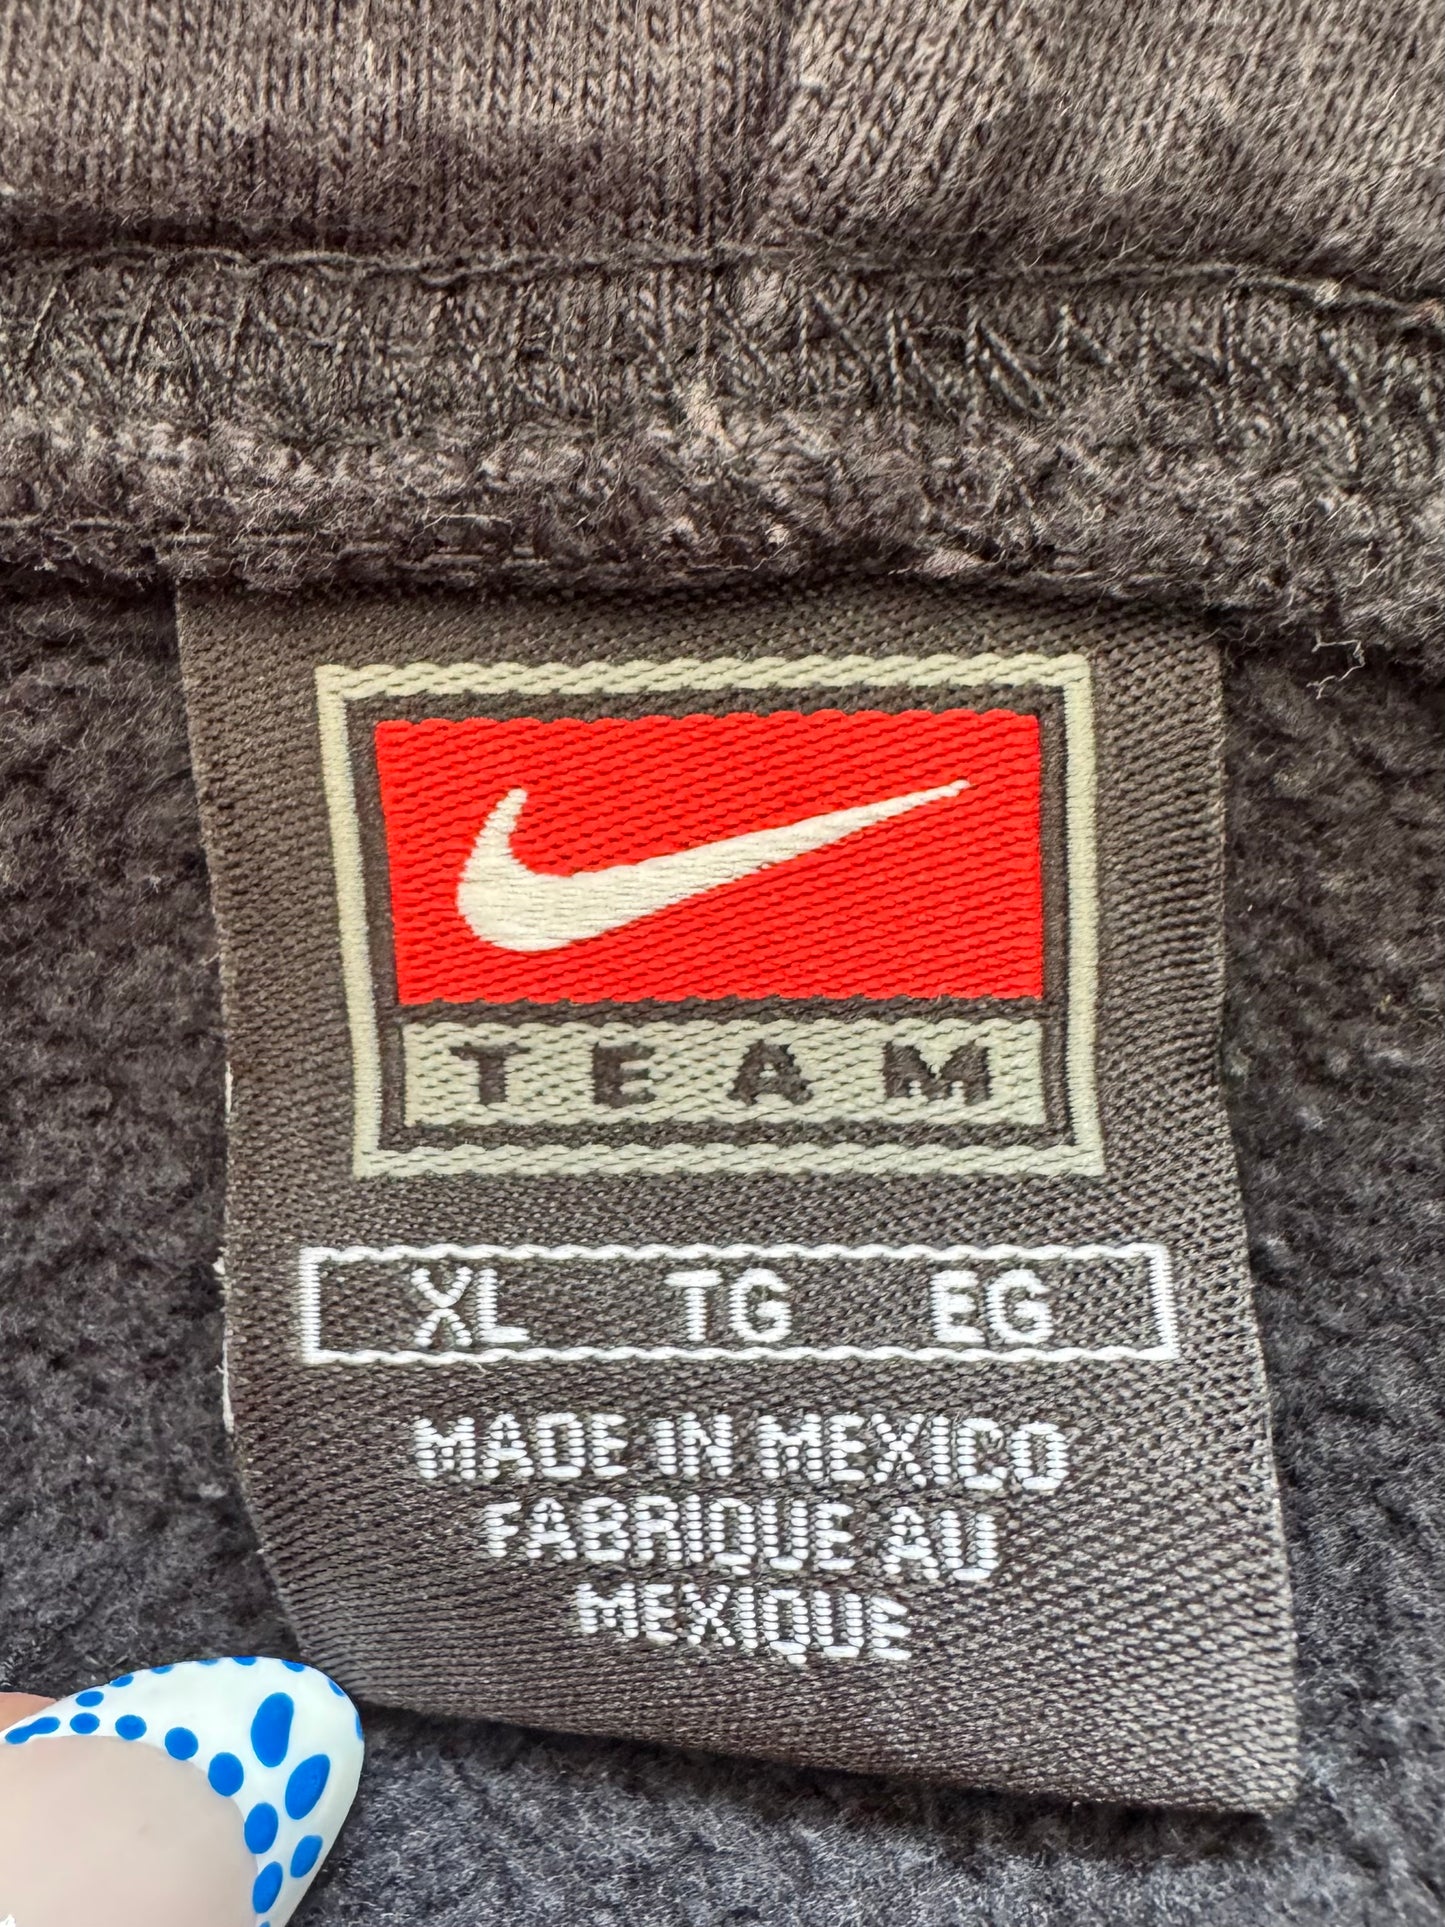 TEAM
XL TG EG
MADE IN MEXICO
FABRIQUE AU
MEXIQUE